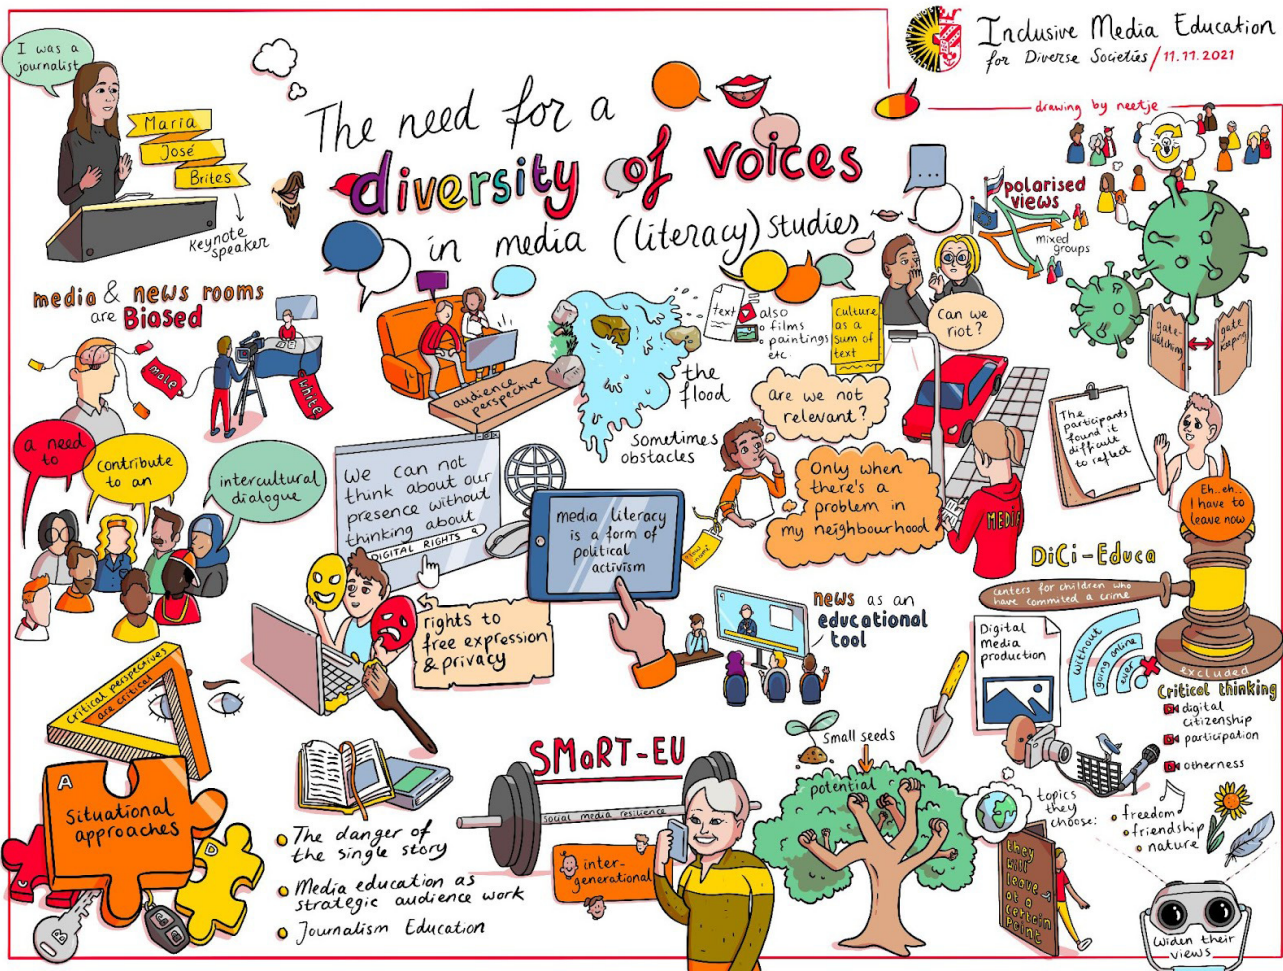 I was a
journalist
Maria
José
Brites
keynote
speaker
The need for a
diversity of voices
in media (literacy) studies
Inclusive Media Education
for Diverse Societies / 11.11.2021
drawing by neetje
polarised
views
mixed
groups
gate-
watching
gate
keeping
media & news rooms
are Biased
male
white
audience
perspective
the
flood
sometimes
obstacles
text
also
films
paintings
etc
Culture
as a
sum of
text
can we
riot?
are we not
relevant?
Only when
there's a
problem in
my neighbourhood
MEDIF
The
participants
found it
difficult
to reflect
Eh..eh..
I have to
leave now
a need
to
contribute
to an
intercultural
dialogue
We can not
think about our
presence without
thinking about
DIGITAL RIGHTS
media literacy
is a form of
political
activism
rights to
free expression
& privacy
news as an
educational
tool
DiCi-Educa
centers for children who
have commited a crime
excluded
Digital
Media
production
without
going online
ever
Critical thinking
digital
citizenship
participation
otherness
Critical perspectives
are critical
A
Situational
approaches
B
C
D
E
The danger of
the single story
Media education as
strategic audience work
Journalism Education
SMaRT-EU
social media resilience
inter-
generational
Small seeds
potential
topics
they
choose:
freedom
friendship
nature
they
will
leave
at a
certain
point
Widen their
views